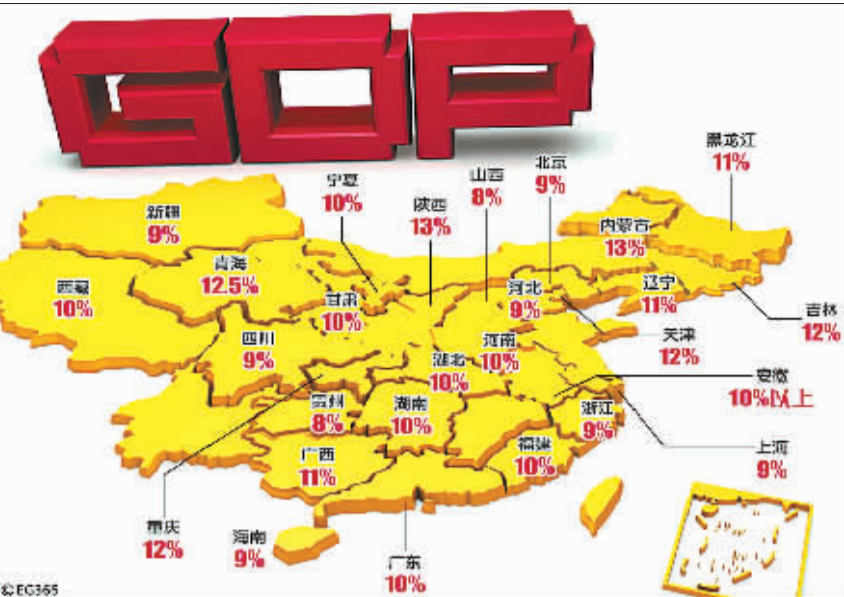 GDP
黑龙江
11%
北京
9%
山西
8%
宁夏
10%
陕西
13%
新疆
9%
内蒙古
13%
青海
12.5%
西藏
10%
甘肃
10%
河北
9%
辽宁
11%
吉林
12%
天津
12%
四川
9%
河南
10%
湖北
10%
安徽
10%以上
贵州
8%
湖南
10%
浙江
9%
广西
11%
福建
10%
上海
9%
重庆
12%
海南
9%
广东
10%
©EG365